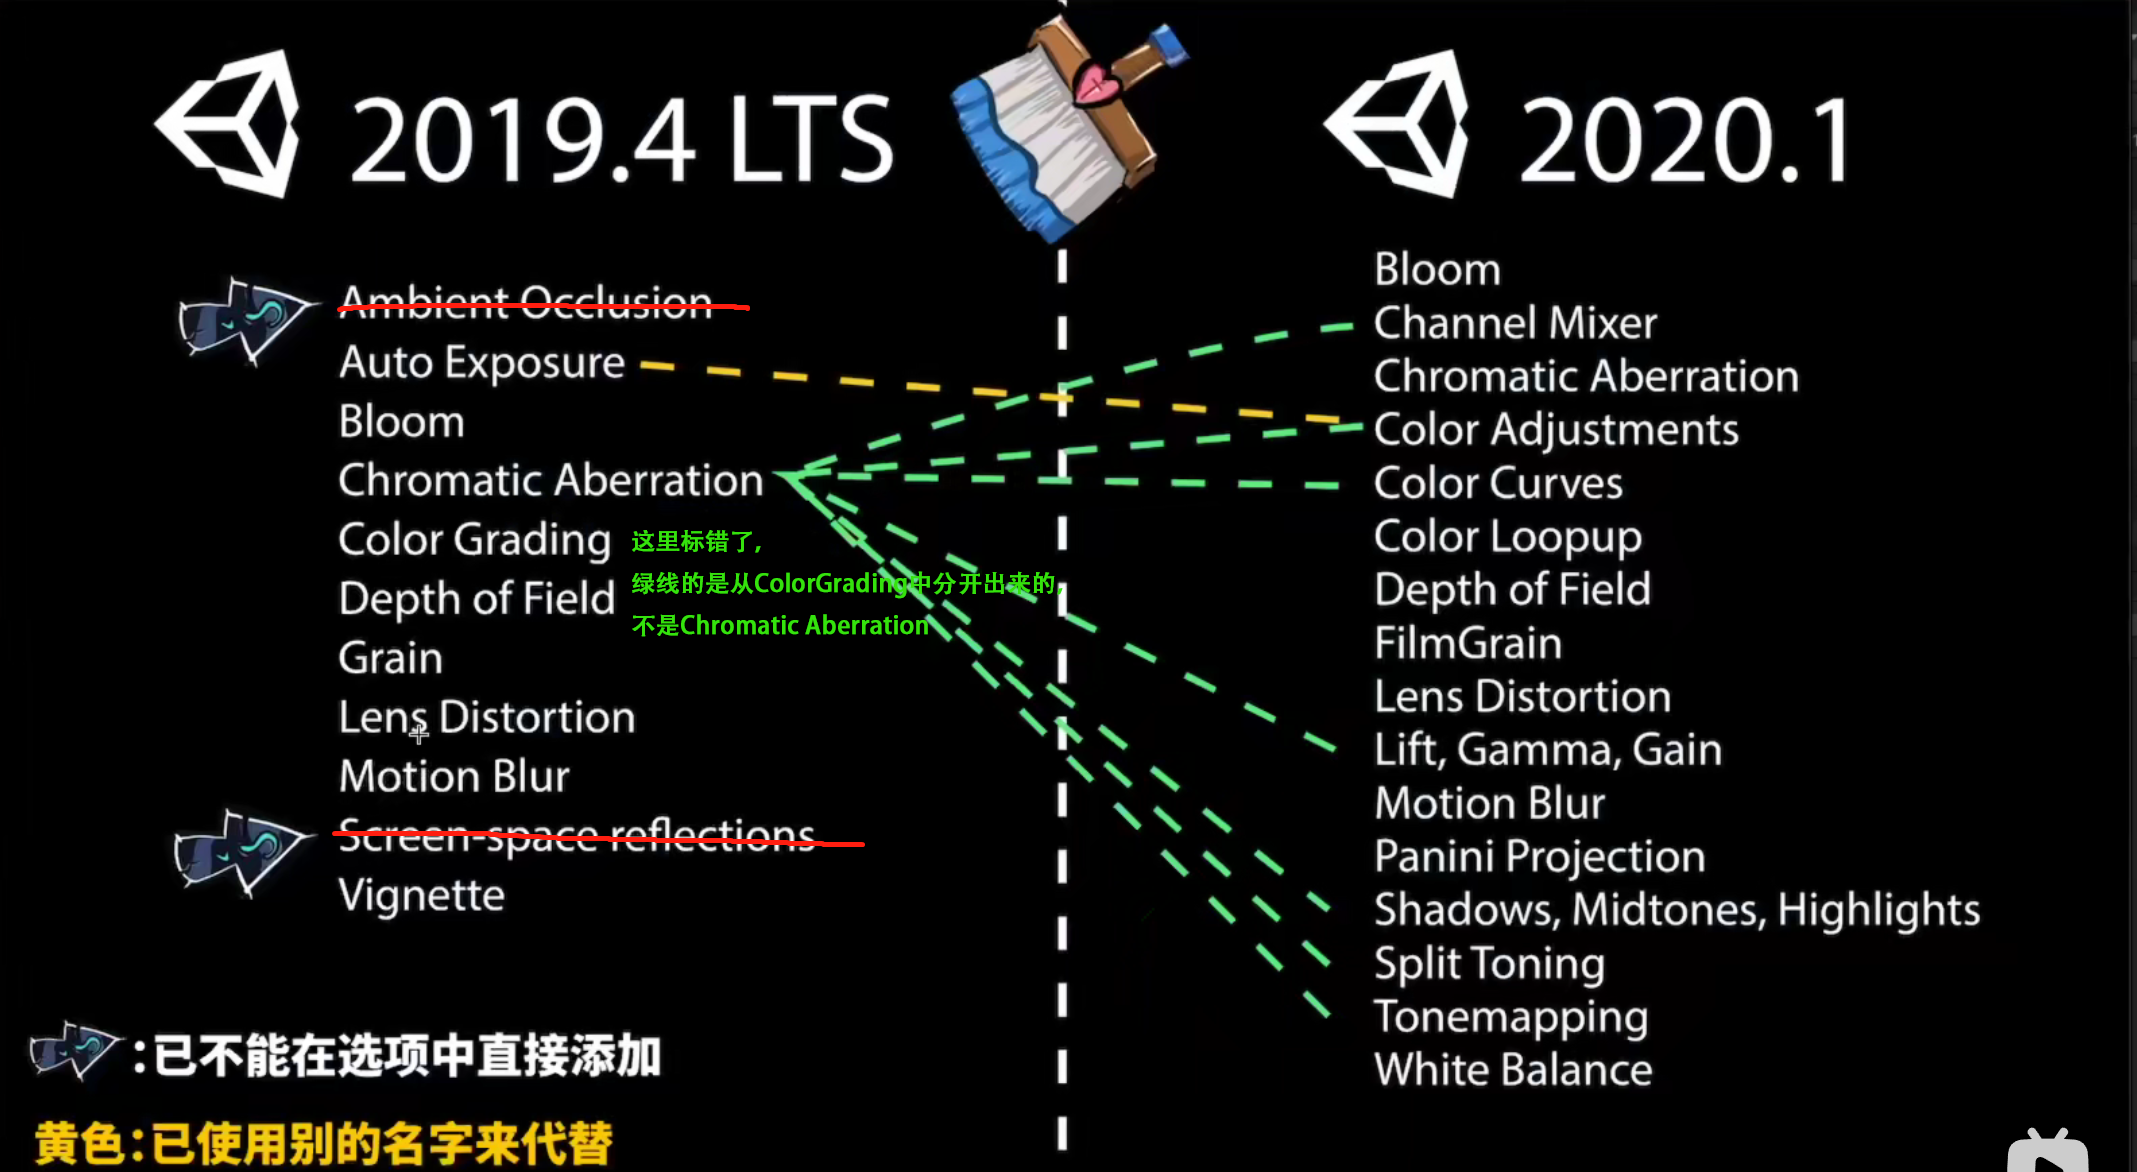 2019.4 LTS
Ambient Occlusion
Auto Exposure
Bloom
Chromatic Aberration
Color Grading
这里标错了,
绿线的是从ColorGrading中分开出来的,
不是Chromatic Aberration
Depth of Field
Grain
Lens Distortion
Motion Blur
Screen-space reflections
Vignette
:已不能在选项中直接添加
黄色:已使用别的名字来代替
2020.1
Bloom
Channel Mixer
Chromatic Aberration
Color Adjustments
Color Curves
Color Loopup
Depth of Field
FilmGrain
Lens Distortion
Lift, Gamma, Gain
Motion Blur
Panini Projection
Shadows, Midtones, Highlights
Split Toning
Tonemapping
White Balance